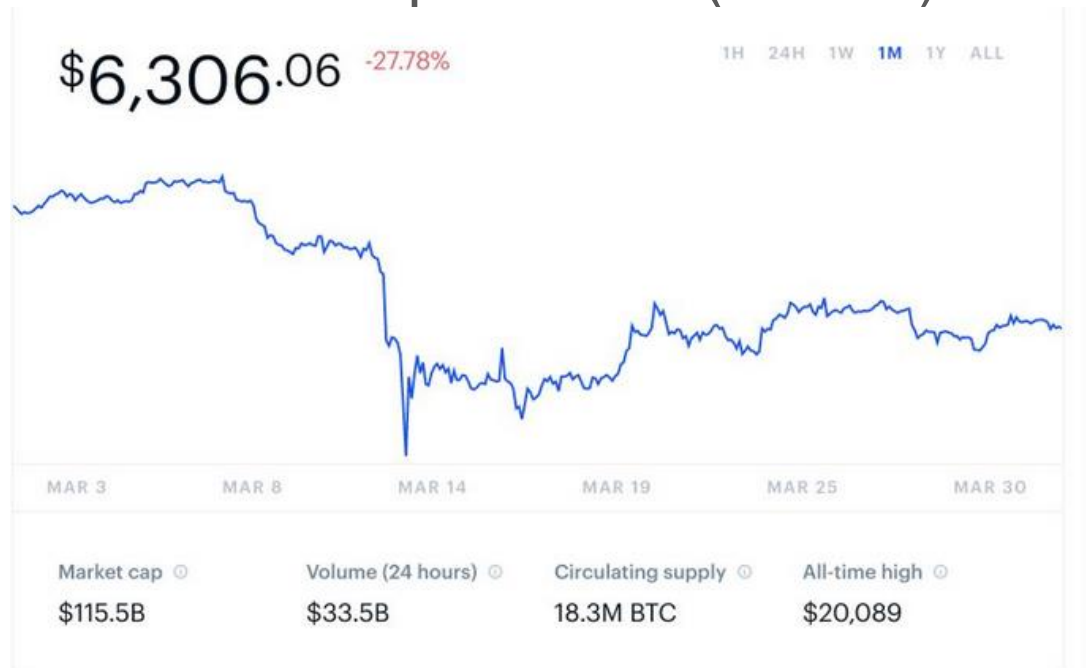 $6,306.06 -27.78% 1H 24H 1W 1M 1Y ALL
MAR 3 MAR 8 MAR 14 MAR 19 MAR 25 MAR 30
Market cap Volume (24 hours) Circulating supply All-time high
$115.5B $33.5B 18.3M BTC $20,089